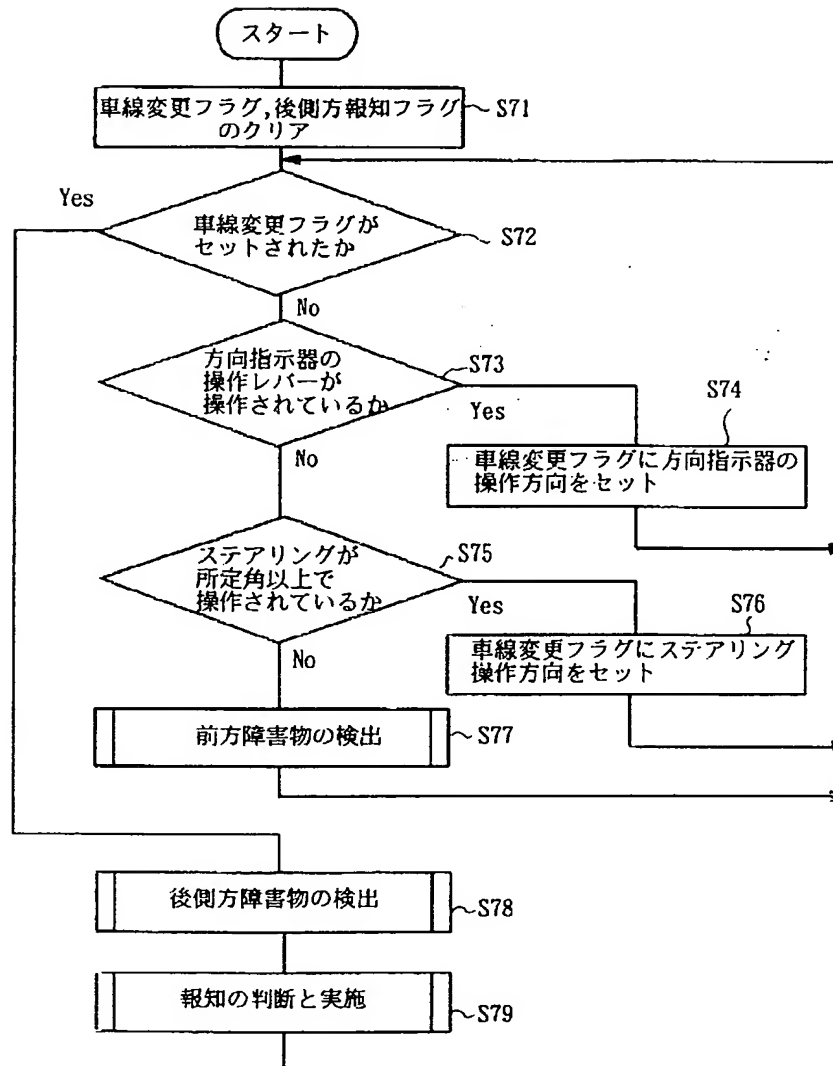 スタート
車線変更フラグ,後側方報知フラグ
のクリア
S71
Yes
車線変更フラグが
セットされたか
S72
No
方向指示器の
操作レバーが
操作されているか
S73
Yes
S74
車線変更フラグに方向指示器の
操作方向をセット
No
ステアリングが
所定角以上で
操作されているか
S75
Yes
S76
車線変更フラグにステアリング
操作方向をセット
No
前方障害物の検出
S77
後側方障害物の検出
S78
報知の判断と実施
S79